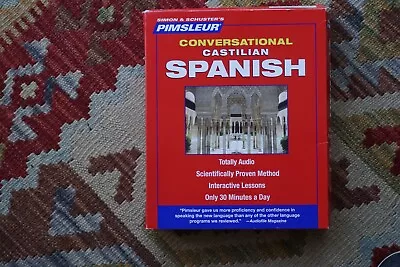 SIMON & SCHUSTER'S
PIMSLEUR®
CONVERSATIONAL
CASTILIAN
SPANISH
Totally Audio
Scientifically Proven Method
Interactive Lessons
Only 30 Minutes a Day
"Pimsleur gave us more proficiency and confidence in
speaking the new language than any of the other language
programs we reviewed." —Audiofile Magazine